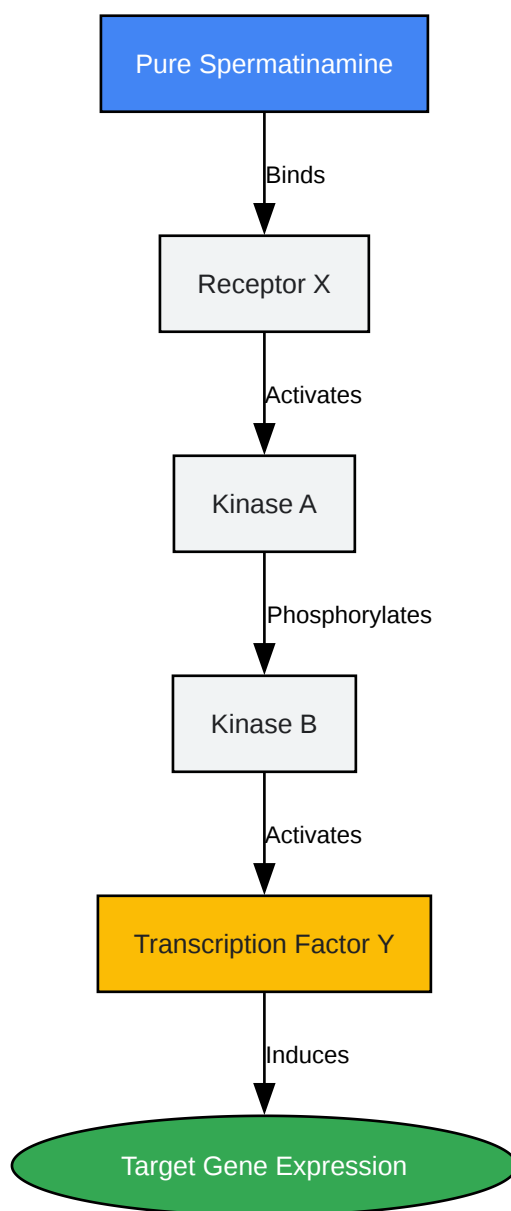 Pure Spermatinamine
Binds
Receptor X
Activates
Kinase A
Phosphorylates
Kinase B
Activates
Transcription Factor Y
Induces
Target Gene Expression